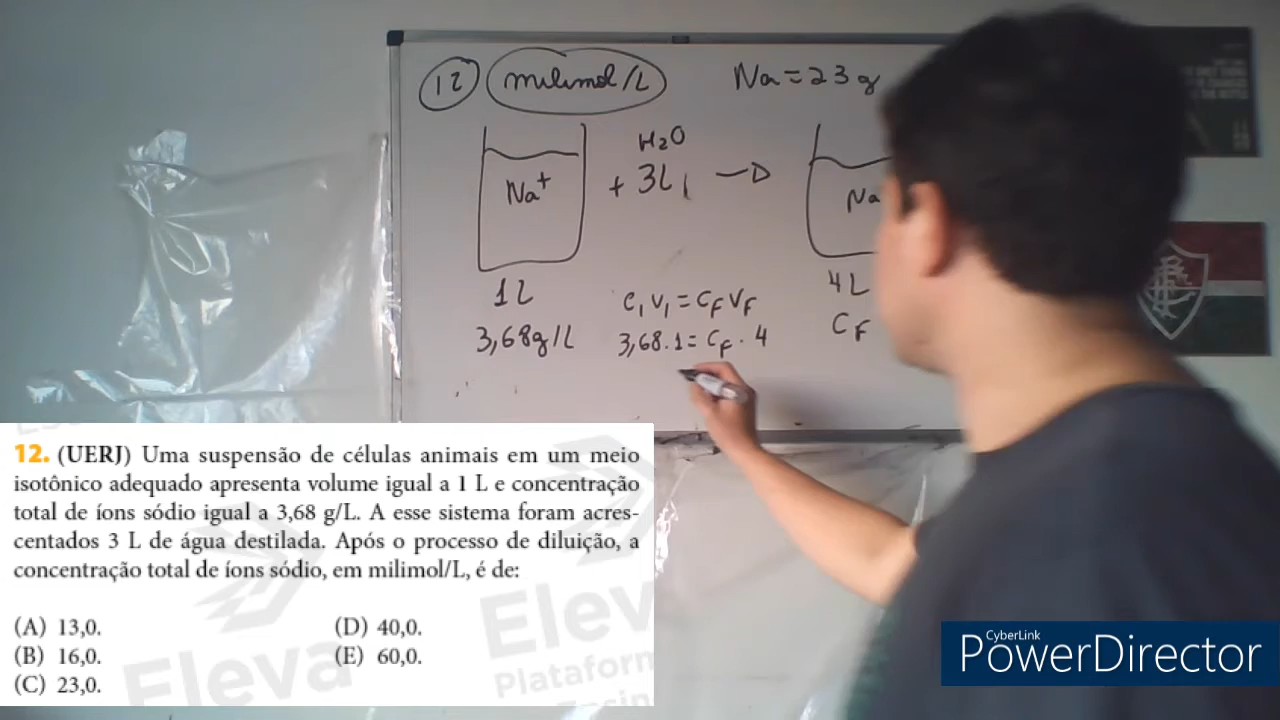 12 milimol/L Na = 23 g
H₂O
Na⁺ + 3L → Na
1L
3,68g/L
C₁V₁ = CF VF
3,68.1 = CF . 4
4L
CF
12. (UERJ) Uma suspensão de células animais em um meio
isotônico adequado apresenta volume igual a 1 L e concentração
total de íons sódio igual a 3,68 g/L. A esse sistema foram acres-
centados 3 L de água destilada. Após o processo de diluição, a
concentração total de íons sódio, em milimol/L, é de:
(A) 13,0.
(B) 16,0.
(C) 23,0.
(D) 40,0.
(E) 60,0.
Eleva
Eleva
Plataform
CyberLink
PowerDirector